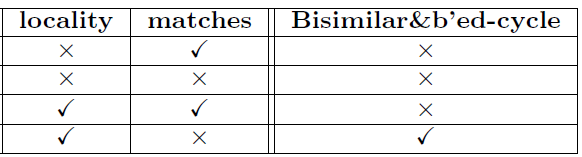 locality matches Bisimilar&b'ed-cycle
× ✓ ×
× × ×
✓ ✓ ×
✓ × ✓